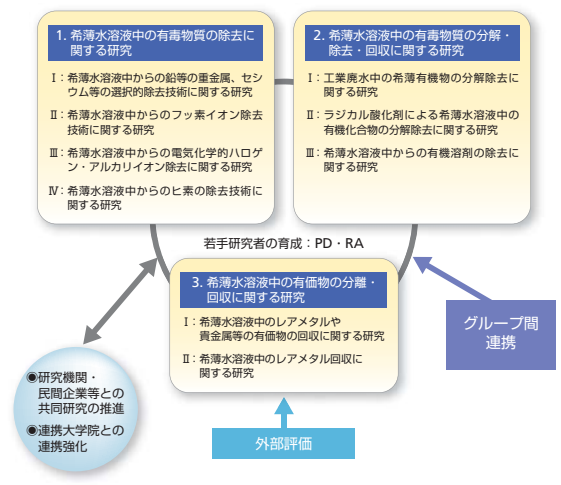 1. 希薄水溶液中の有毒物質の除去に
関する研究
Ⅰ：希薄水溶液中からの鉛等の重金属、セシ
ウム等の選択的除去技術に関する研究
Ⅱ：希薄水溶液中からのフッ素イオン除去
技術に関する研究
Ⅲ：希薄水溶液中からの電気化学的ハロゲ
ン・アルカリイオン除去に関する研究
Ⅳ：希薄水溶液中からのヒ素の除去技術に
関する研究
2. 希薄水溶液中の有毒物質の分解・
除去・回収に関する研究
Ⅰ：工業廃水中の希薄有機物の分解除去に
関する研究
Ⅱ：ラジカル酸化剤による希薄水溶液中の
有機化合物の分解除去に関する研究
Ⅲ：希薄水溶液中からの有機溶剤の除去に
関する研究
若手研究者の育成：PD・RA
3. 希薄水溶液中の有価物の分離・
回収に関する研究
Ⅰ：希薄水溶液中のレアメタルや
貴金属等の有価物の回収に関する研究
Ⅱ：希薄水溶液中のレアメタル回収に
関する研究
グループ間
連携
◉研究機関・
民間企業等との
共同研究の推進
◉連携大学院との
連携強化
外部評価